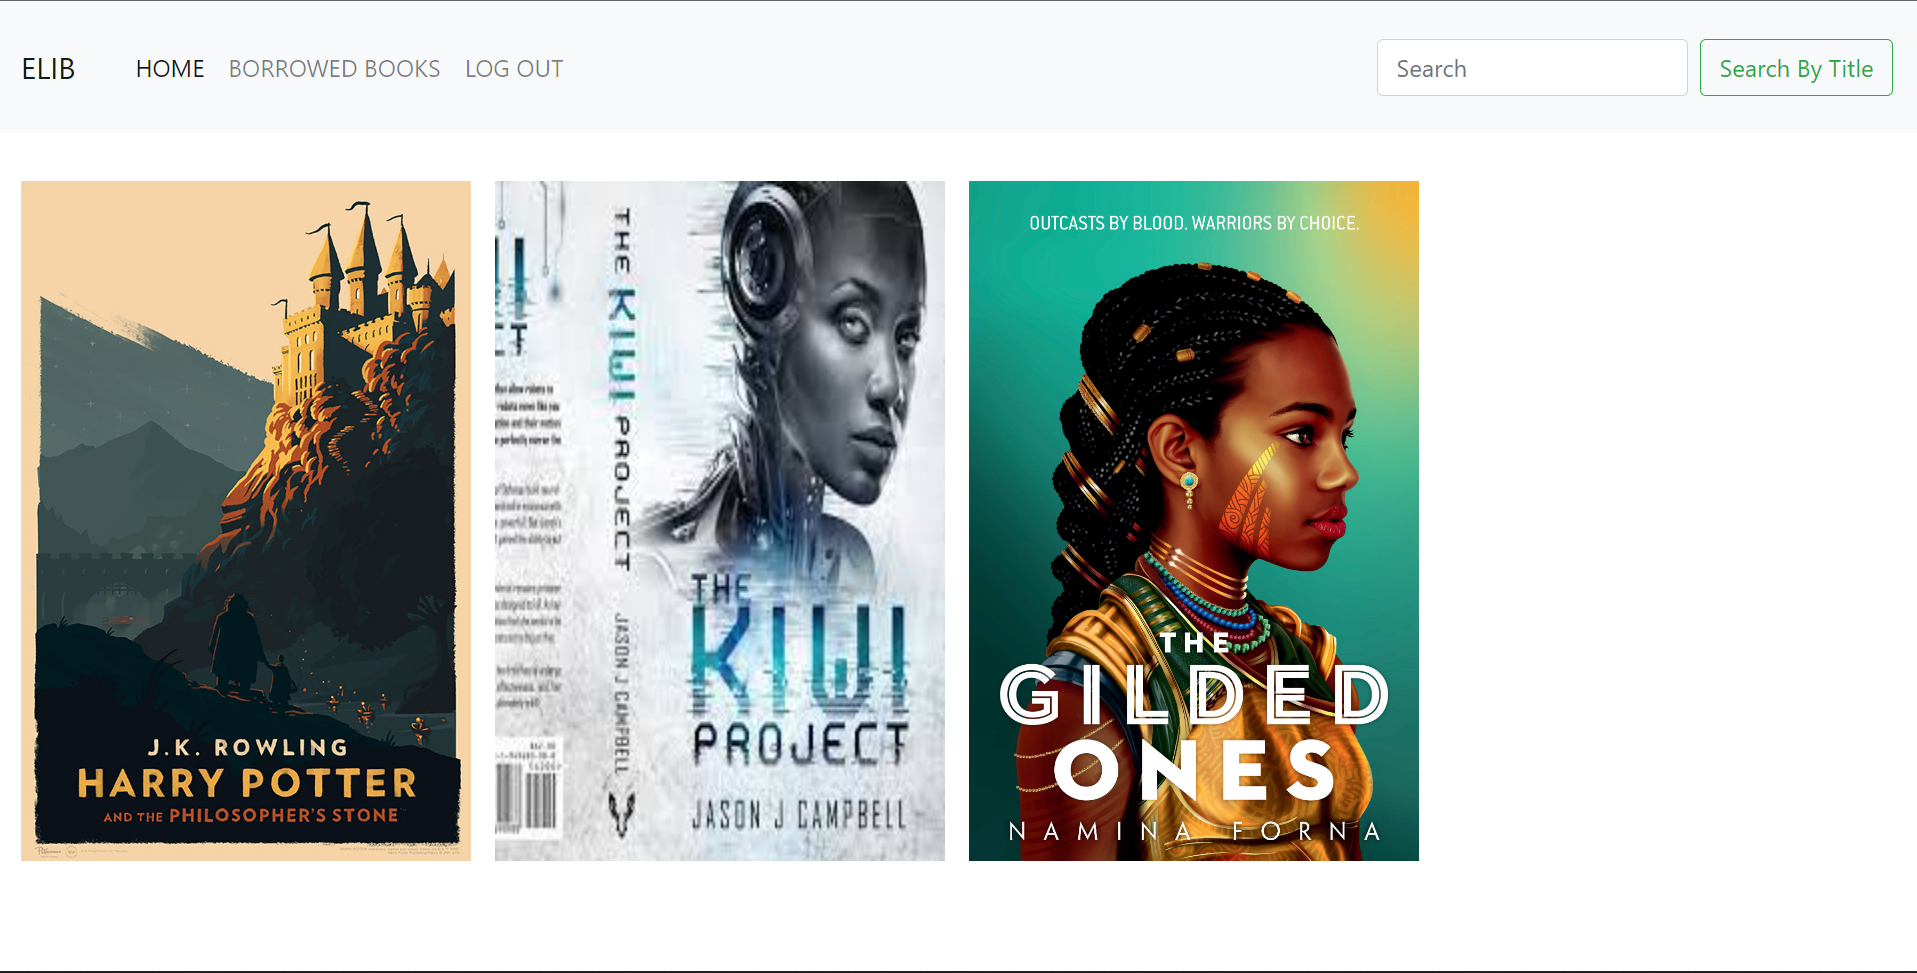 ELIB
HOME
BORROWED BOOKS
LOG OUT
Search
Search By Title
J.K. ROWLING
HARRY POTTER
AND THE PHILOSOPHER'S STONE
THE KIWI PROJECT
JASON J CAMPBELL
THE
KIWI
PROJECT
JASON J CAMPBELL
OUTCASTS BY BLOOD. WARRIORS BY CHOICE.
THE
GILDED
ONES
NAMINA FORNA